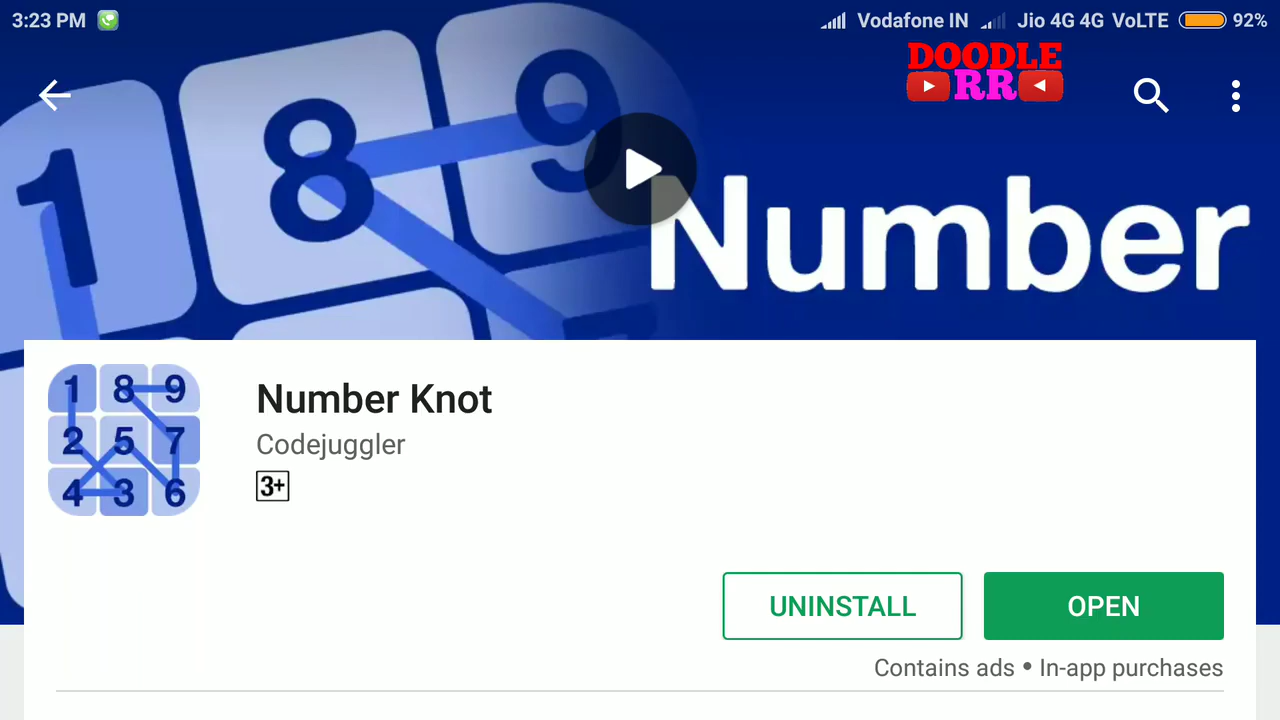 3:23 PM Vodafone IN Jio 4G 4G VoLTE 92%
DOODLE
RR
1 8 9
Number
1 8 9
2 5 7
4 3 6
Number Knot
Codejuggler
3+
UNINSTALL OPEN
Contains ads • In-app purchases